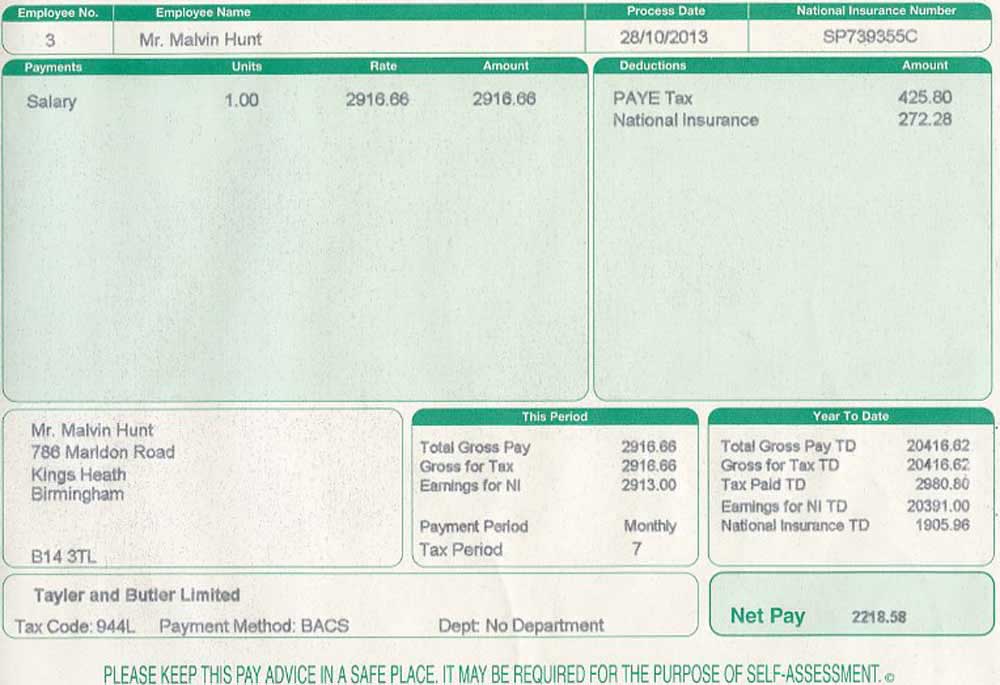 Employee No. Employee Name Process Date National Insurance Number
3 Mr. Malvin Hunt 28/10/2013 SP739355C
Payments Units Rate Amount Deductions Amount
Salary 1.00 2916.66 2916.66 PAYE Tax 425.80
National Insurance 272.28
Mr. Malvin Hunt
786 Marldon Road
Kings Heath
Birmingham
B14 3TL
This Period
Total Gross Pay 2916.66
Gross for Tax 2916.66
Earnings for NI 2913.00
Payment Period Monthly
Tax Period 7
Year To Date
Total Gross Pay TD 20416.62
Gross for Tax TD 20416.62
Tax Paid TD 2980.80
Earnings for NI TD 20391.00
National Insurance TD 1905.96
Tayler and Butler Limited
Tax Code: 944L Payment Method: BACS Dept: No Department
Net Pay 2218.58
PLEASE KEEP THIS PAY ADVICE IN A SAFE PLACE. IT MAY BE REQUIRED FOR THE PURPOSE OF SELF-ASSESSMENT. ©